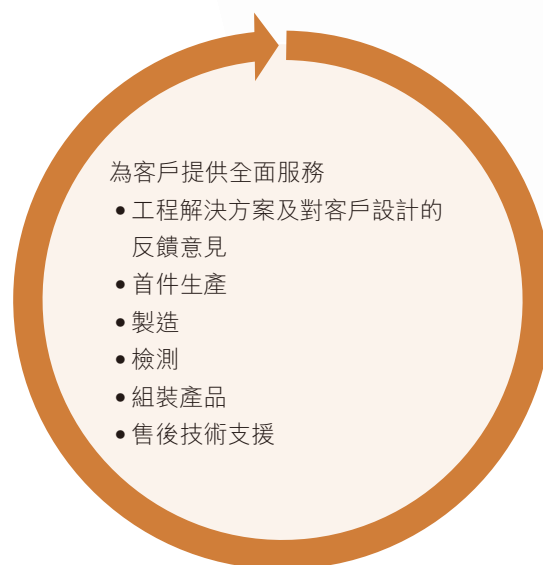 為客戶提供全面服務
•工程解決方案及對客戶設計的
反饋意見
•首件生產
•製造
•檢測
•組裝產品
•售後技術支援